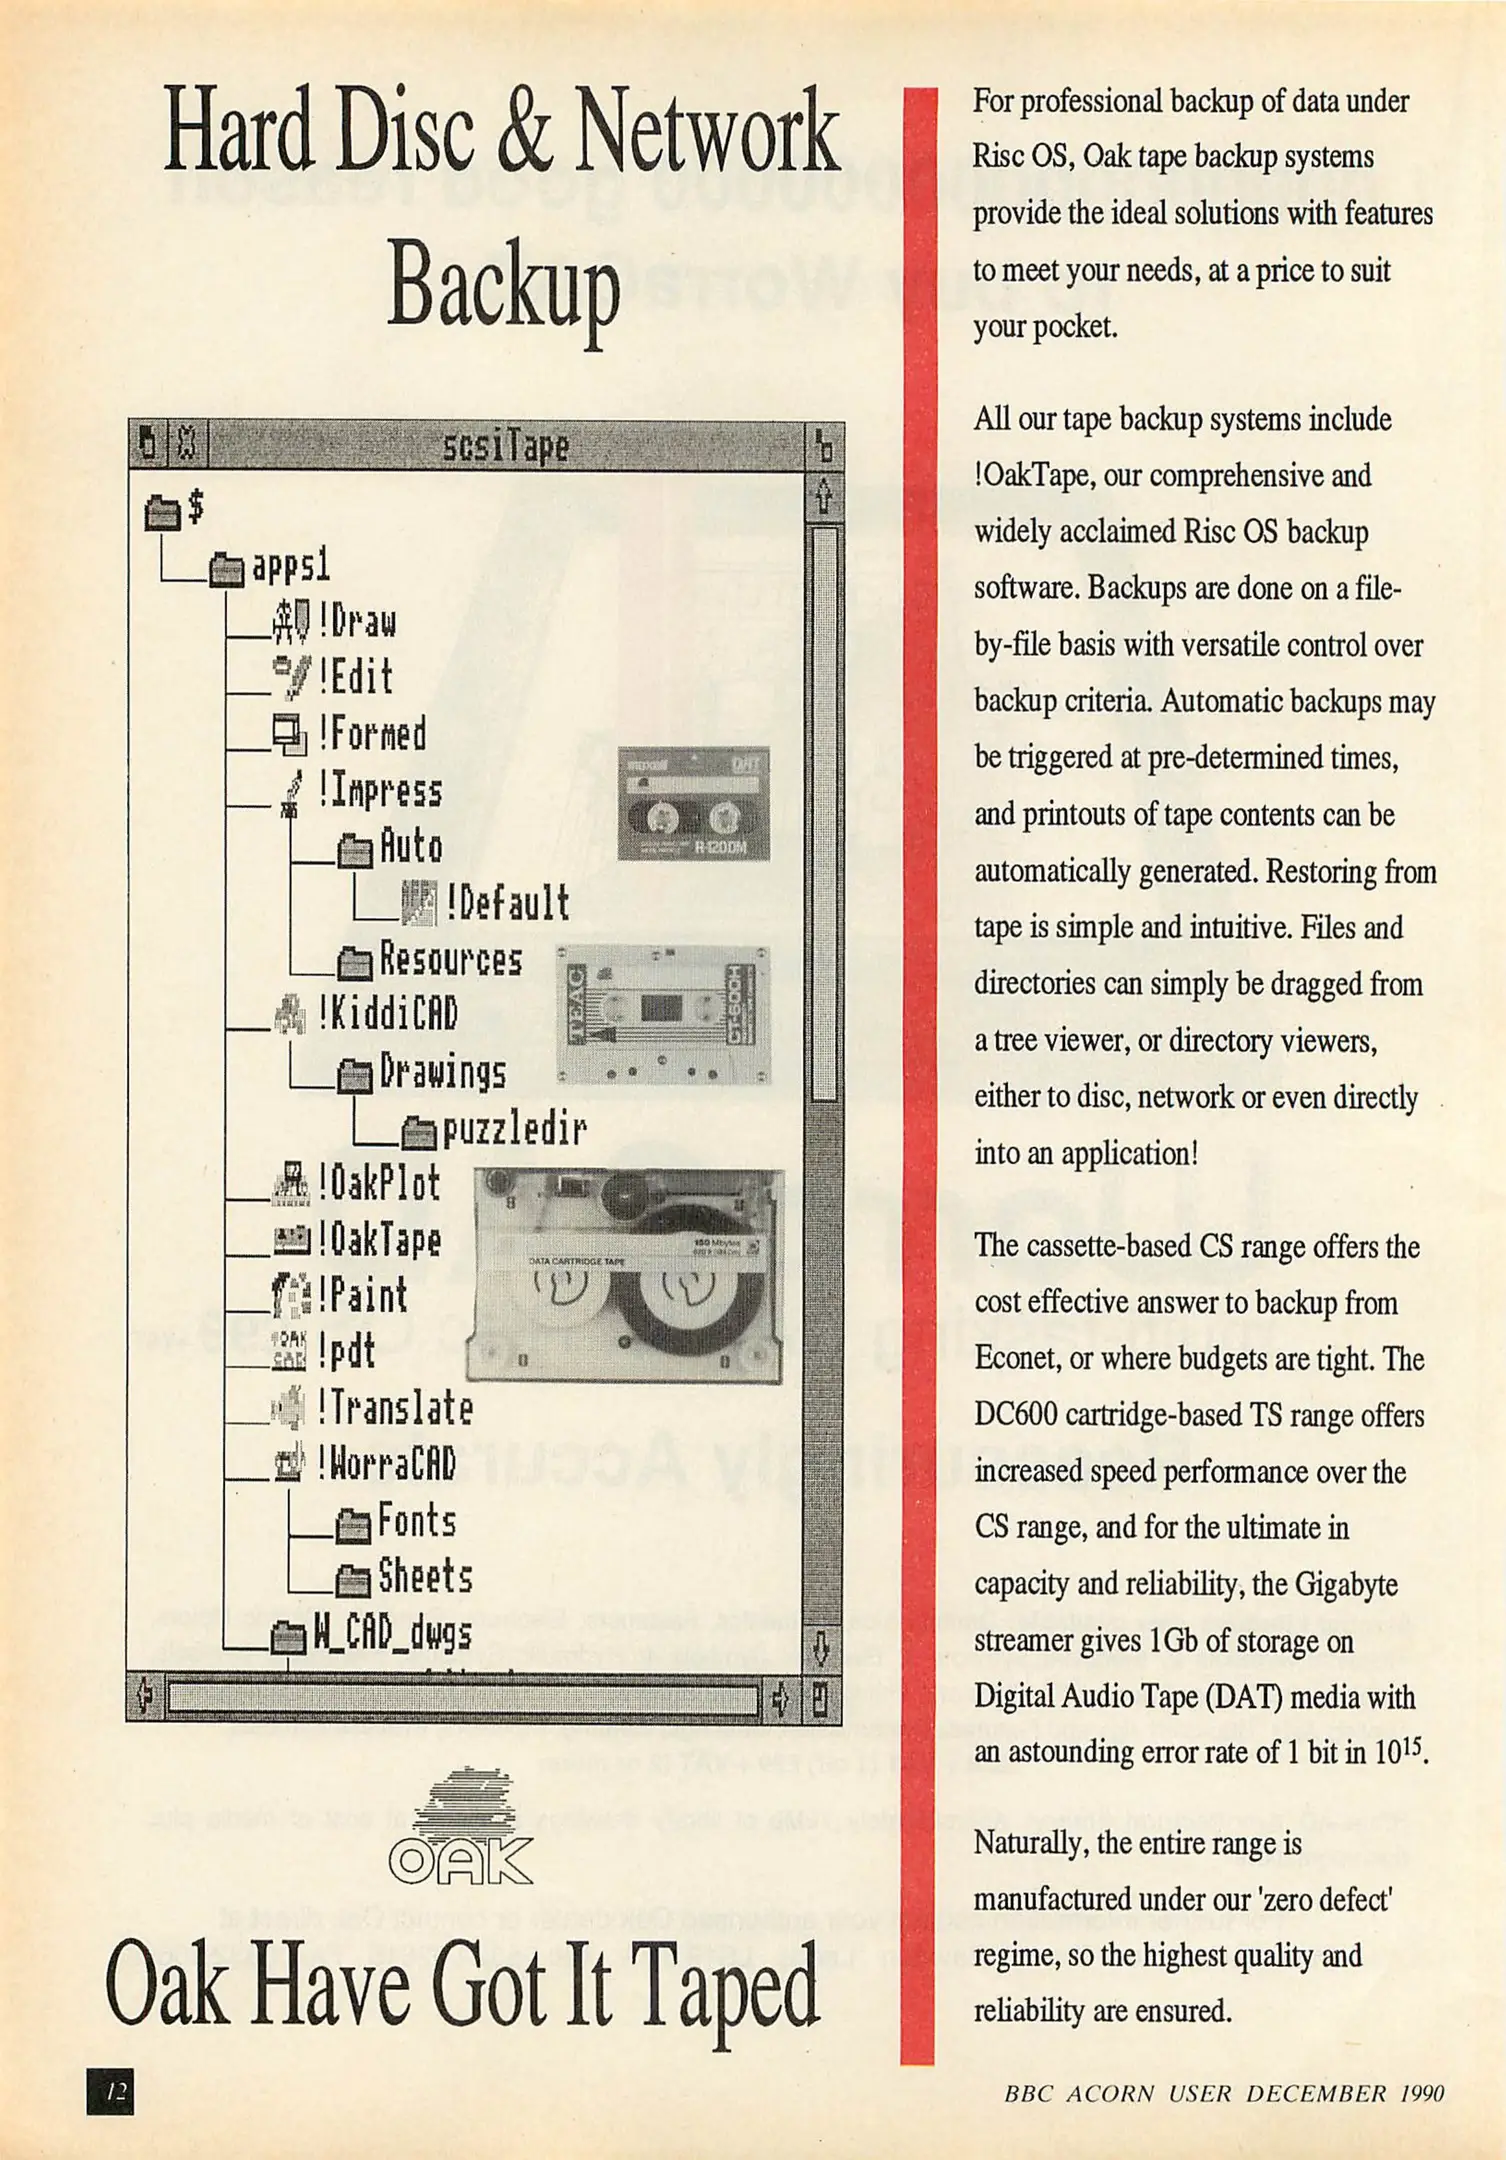 Hard Disc & Network
Backup
scsiTape
$
apps1
!Draw
!Edit
!Formed
!Impress
Auto
!Default
Resources
!KiddiCAD
Drawings
puzzledir
!OakPlot
!OakTape
!Paint
!pdt
!Translate
!WorraCAD
Fonts
Sheets
W_CAD_dwgs
maxell DAT
R-120DM
TEAC
CT-600H
150 Mbytes
DATA CARTRIDGE TAPE
OAK
Oak Have Got It Taped
For professional backup of data under
Risc OS, Oak tape backup systems
provide the ideal solutions with features
to meet your needs, at a price to suit
your pocket.
All our tape backup systems include
!OakTape, our comprehensive and
widely acclaimed Risc OS backup
software. Backups are done on a file-
by-file basis with versatile control over
backup criteria. Automatic backups may
be triggered at pre-determined times,
and printouts of tape contents can be
automatically generated. Restoring from
tape is simple and intuitive. Files and
directories can simply be dragged from
a tree viewer, or directory viewers,
either to disc, network or even directly
into an application!
The cassette-based CS range offers the
cost effective answer to backup from
Econet, or where budgets are tight. The
DC600 cartridge-based TS range offers
increased speed performance over the
CS range, and for the ultimate in
capacity and reliability, the Gigabyte
streamer gives 1Gb of storage on
Digital Audio Tape (DAT) media with
an astounding error rate of 1 bit in 10¹⁵.
Naturally, the entire range is
manufactured under our 'zero defect'
regime, so the highest quality and
reliability are ensured.
12
BBC ACORN USER DECEMBER 1990